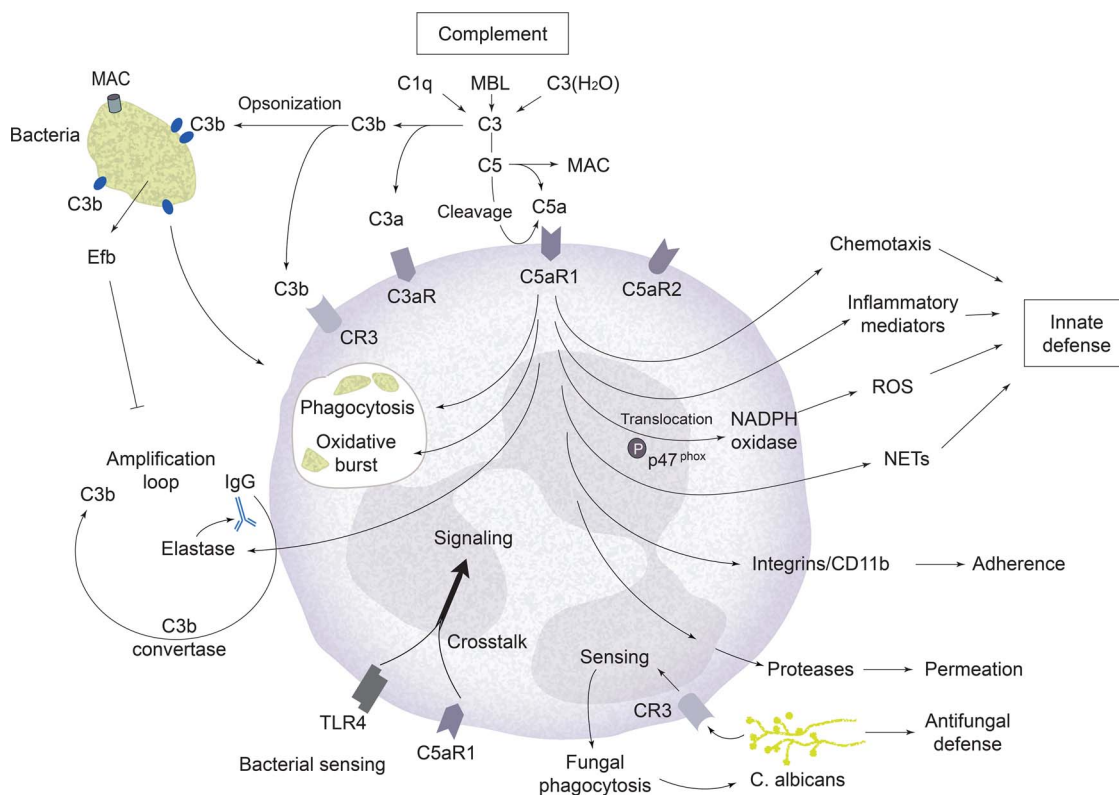 Complement
C1q
MBL
C3(H2O)
MAC
Opsonization
Bacteria
C3b
C3b
C3
C5
MAC
C3b
C3a
Cleavage
C5a
Efb
C3b
C3aR
C5aR1
C5aR2
CR3
Chemotaxis
Inflammatory
mediators
Innate
defense
Phagocytosis
Oxidative
burst
Translocation
P
p47phox
NADPH
oxidase
ROS
NETs
Amplification
loop
C3b
IgG
Elastase
C3b
convertase
Signaling
Crosstalk
Integrins/CD11b
Adherence
Sensing
Proteases
Permeation
TLR4
C5aR1
Bacterial sensing
CR3
Fungal
phagocytosis
C. albicans
Antifungal
defense